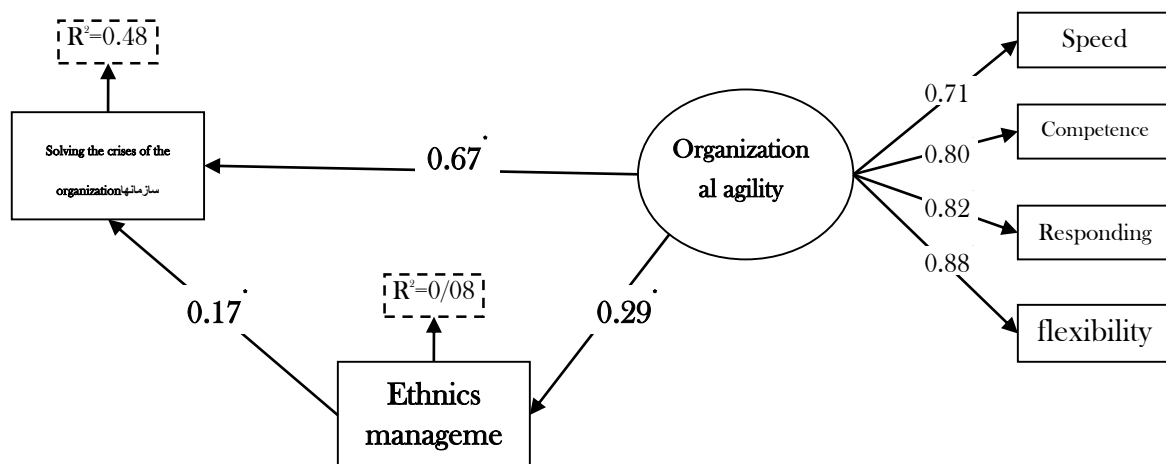 R²=0.48
Speed
0.71
Competence
0.80
Solving the crises of the
organizationسازمانها
0.67*
Organization
al agility
0.82
Responding
0.88
flexibility
R²=0/08
0.17*
0.29*
Ethnics
manageme